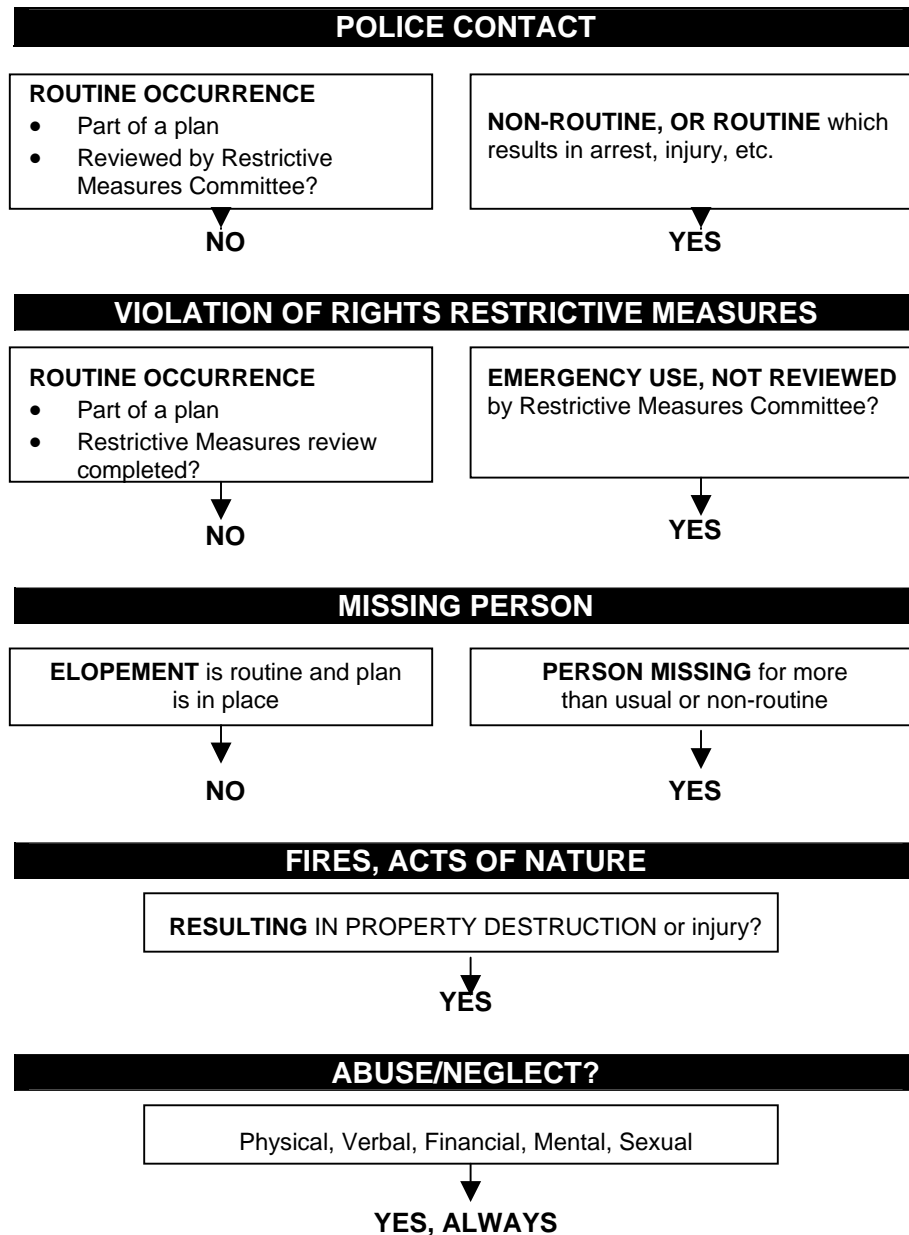 POLICE CONTACT
ROUTINE OCCURRENCE
• Part of a plan
• Reviewed by Restrictive
Measures Committee?
NO
NON-ROUTINE, OR ROUTINE which
results in arrest, injury, etc.
YES
VIOLATION OF RIGHTS RESTRICTIVE MEASURES
ROUTINE OCCURRENCE
• Part of a plan
• Restrictive Measures review
completed?
NO
EMERGENCY USE, NOT REVIEWED
by Restrictive Measures Committee?
YES
MISSING PERSON
ELOPEMENT is routine and plan
is in place
NO
PERSON MISSING for more
than usual or non-routine
YES
FIRES, ACTS OF NATURE
RESULTING IN PROPERTY DESTRUCTION or injury?
YES
ABUSE/NEGLECT?
Physical, Verbal, Financial, Mental, Sexual
YES, ALWAYS